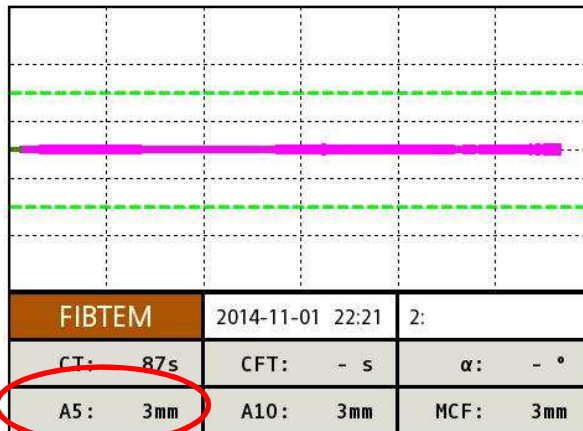 FIBTEM 2014-11-01 22:21 2:
CT: 87s CFT: - s α: - °
A5: 3mm A10: 3mm MCF: 3mm